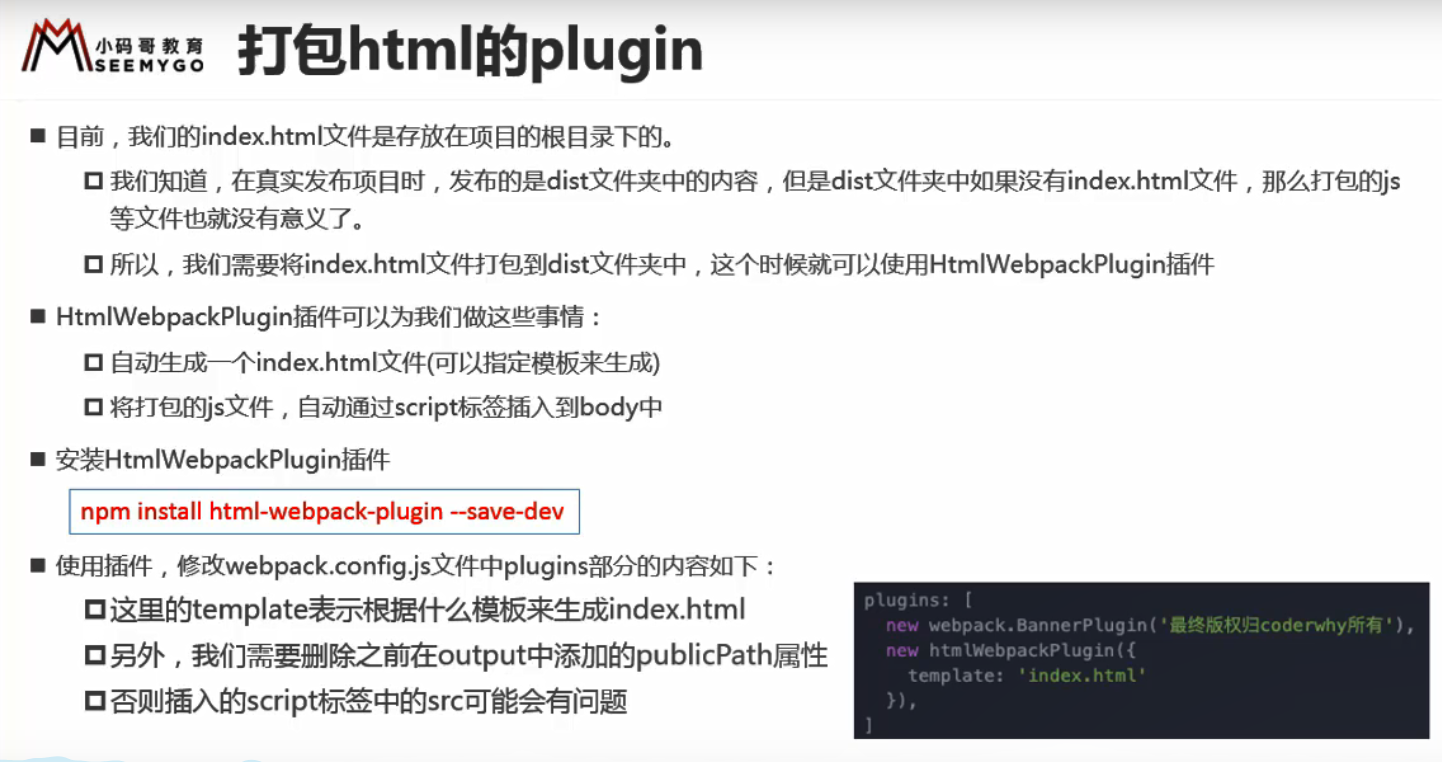 小码哥教育
SEEMYGO
打包html的plugin
目前，我们的index.html文件是存放在项目的根目录下的。
我们知道，在真实发布项目时，发布的是dist文件夹中的内容，但是dist文件夹中如果没有index.html文件，那么打包的js
等文件也就没有意义了。
所以，我们需要将index.html文件打包到dist文件夹中，这个时候就可以使用HtmlWebpackPlugin插件
HtmlWebpackPlugin插件可以为我们做这些事情：
自动生成一个index.html文件(可以指定模板来生成)
将打包的js文件，自动通过script标签插入到body中
安装HtmlWebpackPlugin插件
npm install html-webpack-plugin --save-dev
使用插件，修改webpack.config.js文件中plugins部分的内容如下：
这里的template表示根据什么模板来生成index.html
另外，我们需要删除之前在output中添加的publicPath属性
否则插入的script标签中的src可能会有问题
plugins: [
new webpack.BannerPlugin('最终版权归coderwhy所有'),
new htmlWebpackPlugin({
template: 'index.html'
}),
]